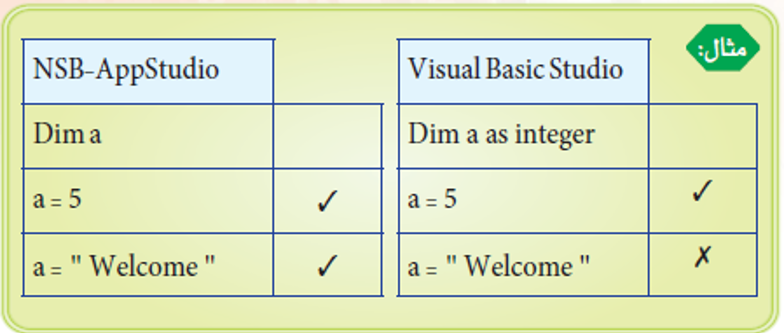 مثال:
NSB-AppStudio
Dim a
a = 5 ✓
a = " Welcome " ✓
Visual Basic Studio
Dim a as integer
a = 5 ✓
a = " Welcome " ✗